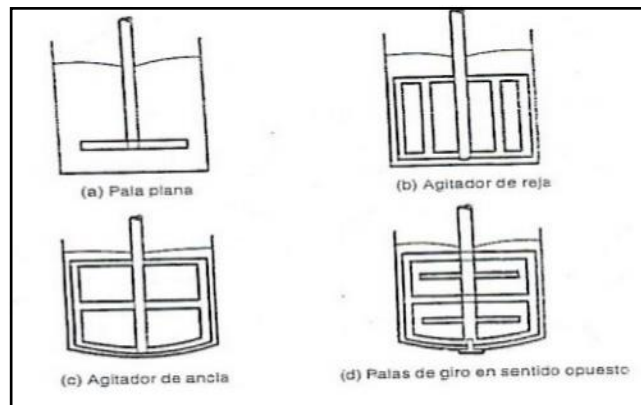 (a) Pala plana
(b) Agitador de reja
(c) Agitador de ancla
(d) Palas de giro en sentido opuesto